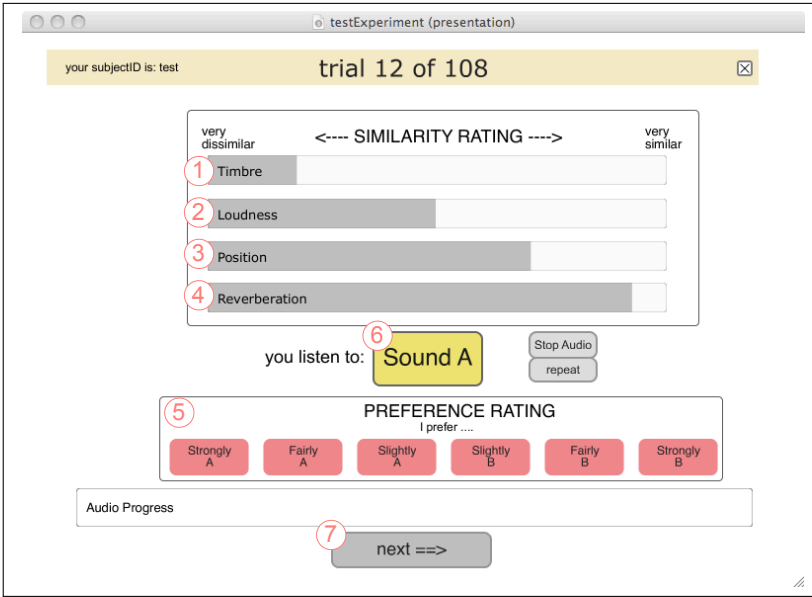 testExperiment (presentation)
your subjectID is: test
trial 12 of 108
very
dissimilar
<---- SIMILARITY RATING ---->
very
similar
1 Timbre
2 Loudness
3 Position
4 Reverberation
6
you listen to:
Sound A
Stop Audio
repeat
5
PREFERENCE RATING
I prefer ....
Strongly
A
Fairly
A
Slightly
A
Slightly
B
Fairly
B
Strongly
B
Audio Progress
7
next ==>